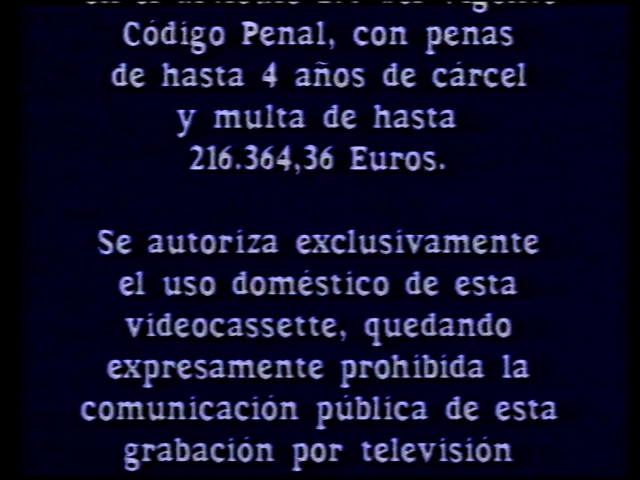 Código Penal, con penas
de hasta 4 años de cárcel
y multa de hasta
216.364,36 Euros.
Se autoriza exclusivamente
el uso doméstico de esta
videocassette, quedando
expresamente prohibida la
comunicación pública de esta
grabación por televisión